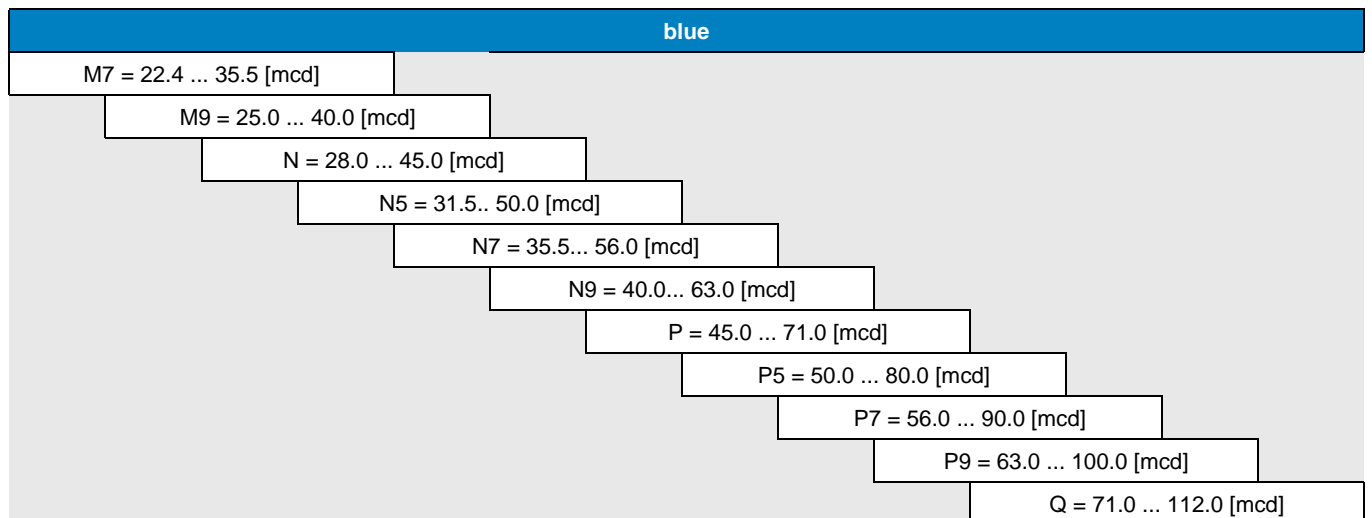 blue
M7 = 22.4 ... 35.5 [mcd]
M9 = 25.0 ... 40.0 [mcd]
N = 28.0 ... 45.0 [mcd]
N5 = 31.5.. 50.0 [mcd]
N7 = 35.5... 56.0 [mcd]
N9 = 40.0... 63.0 [mcd]
P = 45.0 ... 71.0 [mcd]
P5 = 50.0 ... 80.0 [mcd]
P7 = 56.0 ... 90.0 [mcd]
P9 = 63.0 ... 100.0 [mcd]
Q = 71.0 ... 112.0 [mcd]